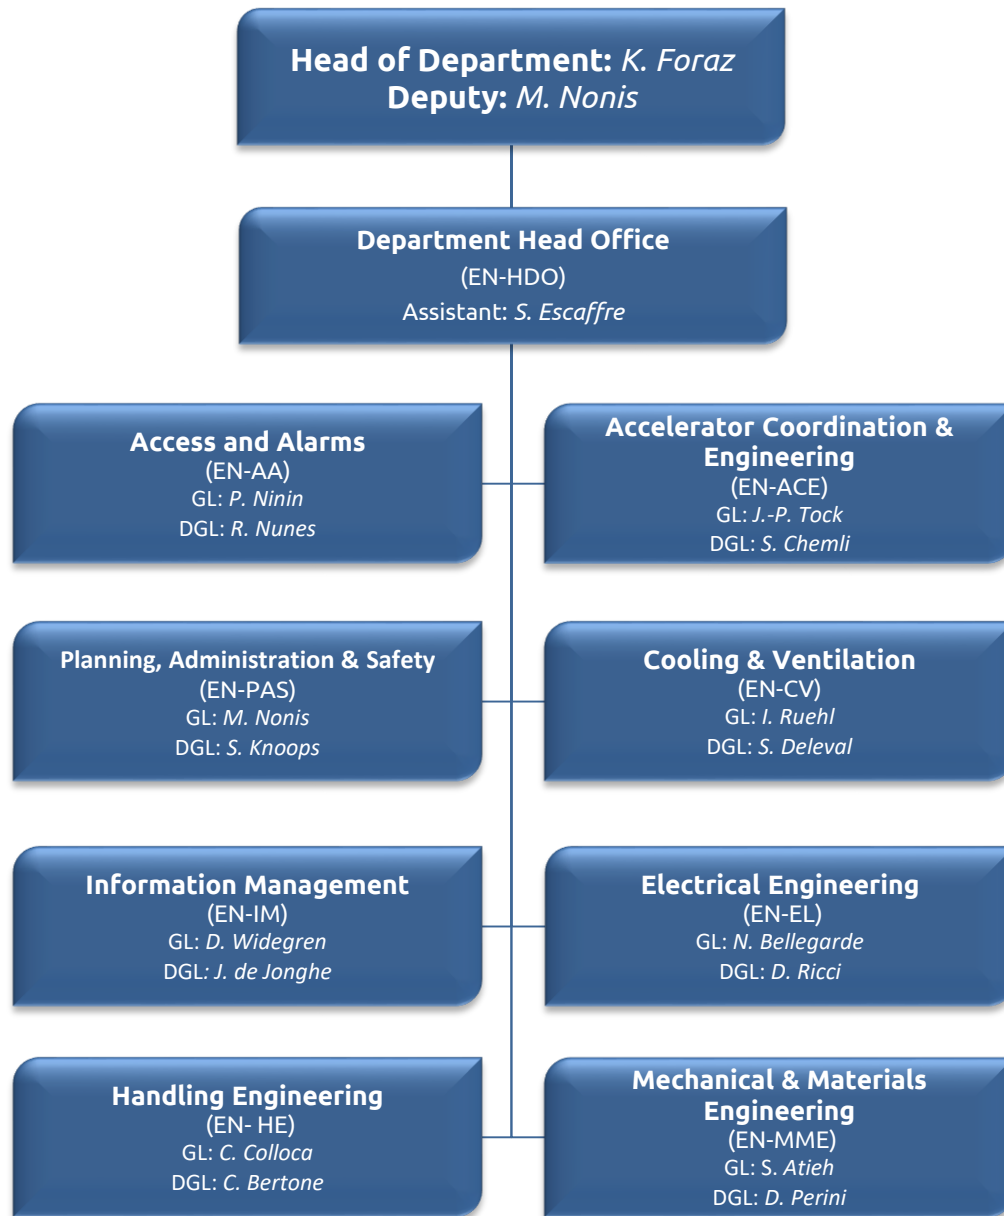 Head of Department: K. Foraz
Deputy: M. Nonis
Department Head Office
(EN-HDO)
Assistant: S. Escaffre
Access and Alarms
(EN-AA)
GL: P. Ninin
DGL: R. Nunes
Accelerator Coordination &
Engineering
(EN-ACE)
GL: J.-P. Tock
DGL: S. Chemli
Planning, Administration & Safety
(EN-PAS)
GL: M. Nonis
DGL: S. Knoops
Cooling & Ventilation
(EN-CV)
GL: I. Ruehl
DGL: S. Deleval
Information Management
(EN-IM)
GL: D. Widegren
DGL: J. de Jonghe
Electrical Engineering
(EN-EL)
GL: N. Bellegarde
DGL: D. Ricci
Handling Engineering
(EN- HE)
GL: C. Colloca
DGL: C. Bertone
Mechanical & Materials
Engineering
(EN-MME)
GL: S. Atieh
DGL: D. Perini